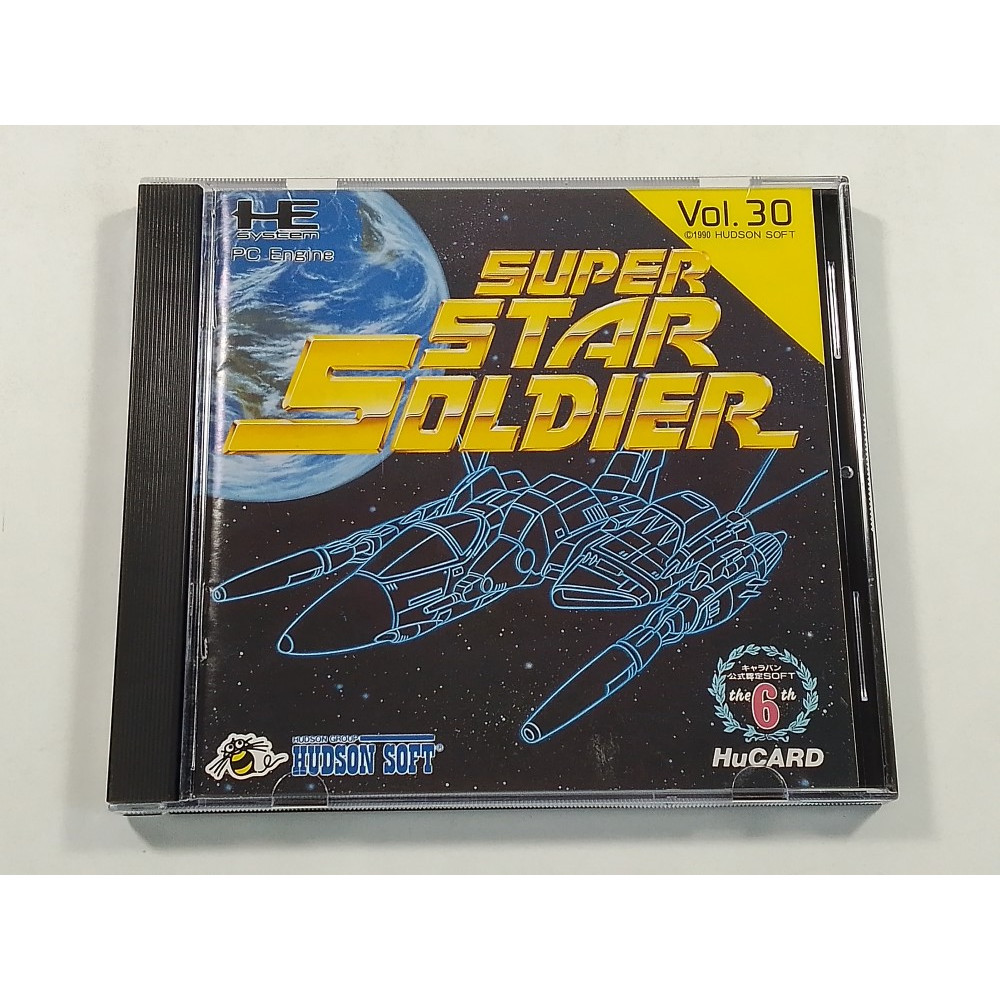 HE
System
PC Engine
Vol. 30
©1990 HUDSON SOFT
SUPER
STAR
SOLDIER
キャラバン
公式認定SOFT
the 6 th
HUDSON GROUP
HUDSON SOFT®
HuCARD